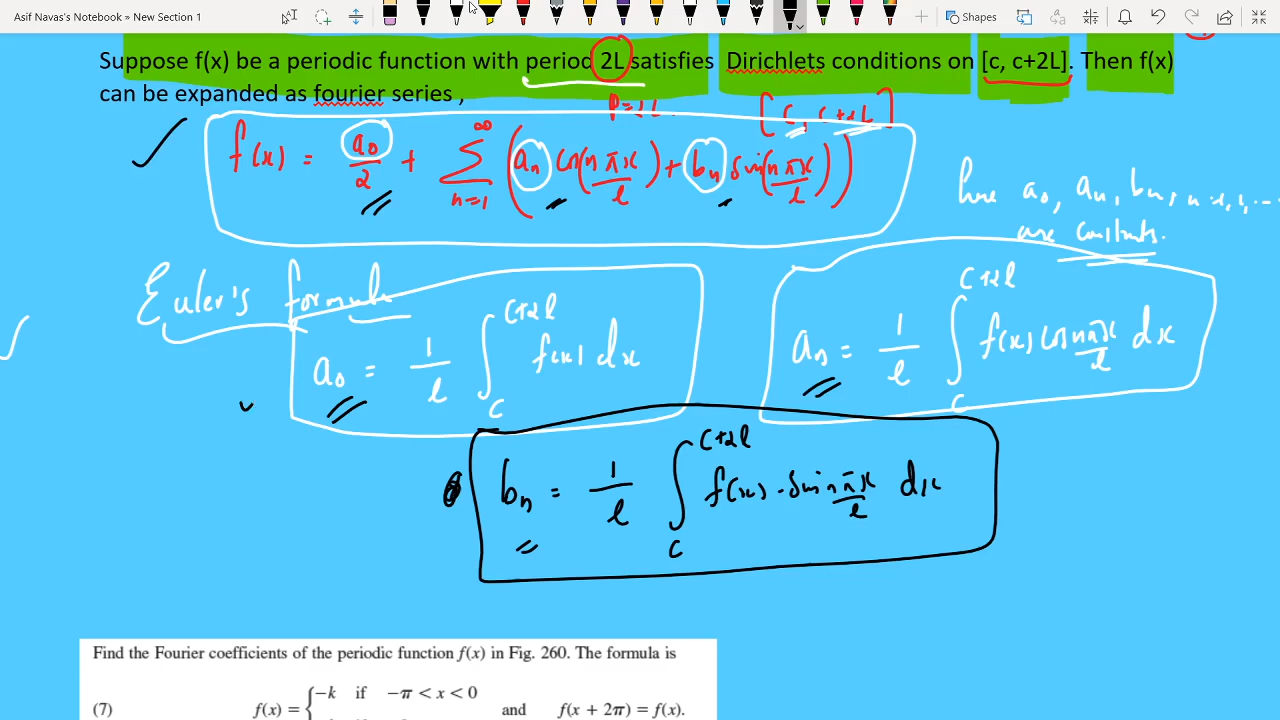 Asif Navas's Notebook » New Section 1
Shapes
Suppose f(x) be a periodic function with period 2L satisfies Dirichlets conditions on [c, c+2L]. Then f(x)
can be expanded as fourier series ,
P=2L [c, c+2L]
f(x) = a₀/2 + ∑_{n=1}^{∞} (aₙ cos(nπx/l) + bₙ sin(nπx/l))
here a₀, aₙ, bₙ,
are constants.
Euler's formula
a₀ = 1/l ∫_{c}^{c+2l} f(x) dx
aₙ = 1/l ∫_{c}^{c+2l} f(x) cos nπx/l dx
bₙ = 1/l ∫_{c}^{c+2l} f(x) · sin nπx/l dx
Find the Fourier coefficients of the periodic function f(x) in Fig. 260. The formula is
(7) f(x) = { −k if −π < x < 0 and f(x + 2π) = f(x).